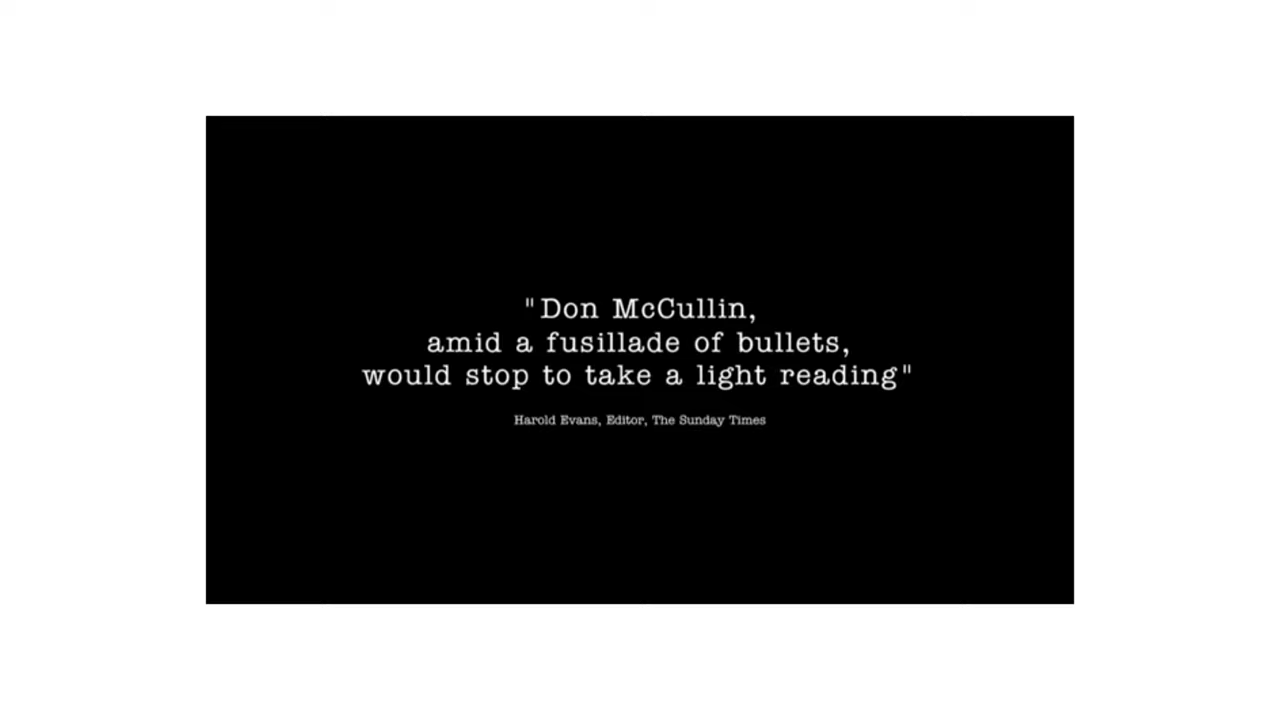 "Don McCullin,
amid a fusillade of bullets,
would stop to take a light reading"
Harold Evans, Editor, The Sunday Times